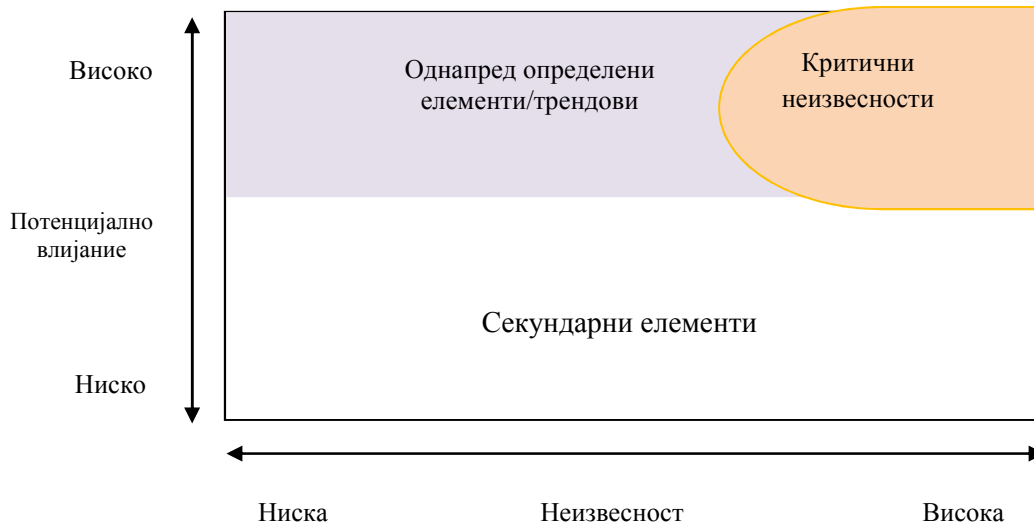 Високо
Однапред определени
елементи/трендови
Критични
неизвесности
Потенцијално
влијание
Секундарни елементи
Ниско
Ниска
Неизвесност
Висока